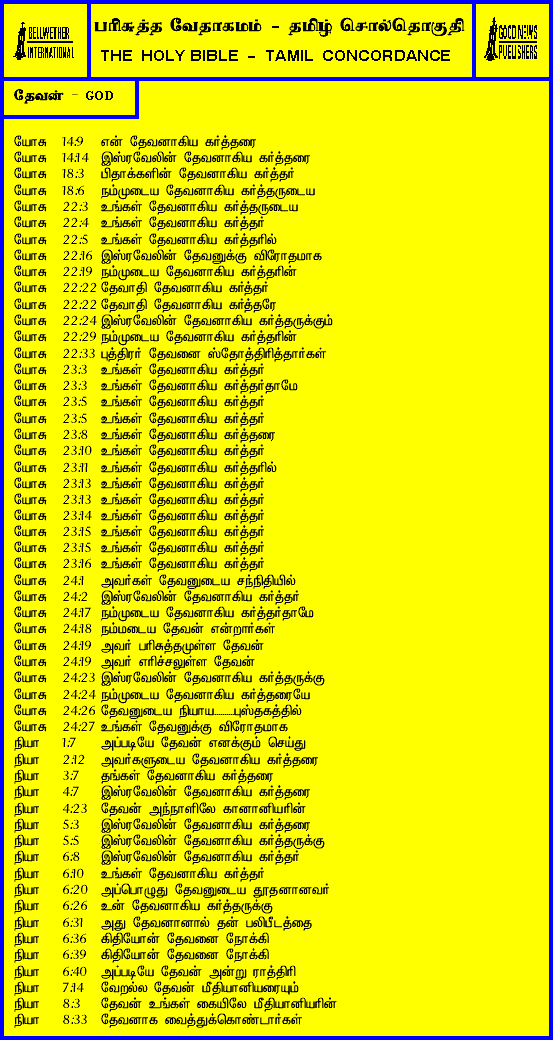 BELLWETHER
INTERNATIONAL
பரிசுத்த வேதாகமம் - தமிழ் சொல்தொகுதி
THE HOLY BIBLE - TAMIL CONCORDANCE
GOOD NEWS
PUBLISHERS
தேவன் - GOD
யோசு 14:9 என் தேவனாகிய கர்த்தரை
யோசு 14:14 இஸ்ரவேலின் தேவனாகிய கர்த்தரை
யோசு 18:3 பிதாக்களின் தேவனாகிய கர்த்தர்
யோசு 18:6 நம்முடைய தேவனாகிய கர்த்தருடைய
யோசு 22:3 உங்கள் தேவனாகிய கர்த்தருடைய
யோசு 22:4 உங்கள் தேவனாகிய கர்த்தர்
யோசு 22:5 உங்கள் தேவனாகிய கர்த்தரில்
யோசு 22:16 இஸ்ரவேலின் தேவனுக்கு விரோதமாக
யோசு 22:19 நம்முடைய தேவனாகிய கர்த்தரின்
யோசு 22:22 தேவாதி தேவனாகிய கர்த்தர்
யோசு 22:22 தேவாதி தேவனாகிய கர்த்தரே
யோசு 22:24 இஸ்ரவேலின் தேவனாகிய கர்த்தருக்கும்
யோசு 22:29 நம்முடைய தேவனாகிய கர்த்தரின்
யோசு 22:33 புத்திரர் தேவனை ஸ்தோத்திரித்தார்கள்
யோசு 23:3 உங்கள் தேவனாகிய கர்த்தர்
யோசு 23:3 உங்கள் தேவனாகிய கர்த்தர்தாமே
யோசு 23:5 உங்கள் தேவனாகிய கர்த்தர்
யோசு 23:5 உங்கள் தேவனாகிய கர்த்தர்
யோசு 23:8 உங்கள் தேவனாகிய கர்த்தரை
யோசு 23:10 உங்கள் தேவனாகிய கர்த்தர்
யோசு 23:11 உங்கள் தேவனாகிய கர்த்தரில்
யோசு 23:13 உங்கள் தேவனாகிய கர்த்தர்
யோசு 23:13 உங்கள் தேவனாகிய கர்த்தர்
யோசு 23:14 உங்கள் தேவனாகிய கர்த்தர்
யோசு 23:15 உங்கள் தேவனாகிய கர்த்தர்
யோசு 23:15 உங்கள் தேவனாகிய கர்த்தர்
யோசு 23:16 உங்கள் தேவனாகிய கர்த்தர்
யோசு 24:1 அவர்கள் தேவனுடைய சந்நிதியில்
யோசு 24:2 இஸ்ரவேலின் தேவனாகிய கர்த்தர்
யோசு 24:17 நம்முடைய தேவனாகிய கர்த்தர்தாமே
யோசு 24:18 நம்மடைய தேவன் என்றார்கள்
யோசு 24:19 அவர் பரிசுத்தமுள்ள தேவன்
யோசு 24:19 அவர் எரிச்சலுள்ள தேவன்
யோசு 24:23 இஸ்ரவேலின் தேவனாகிய கர்த்தருக்கு
யோசு 24:24 நம்முடைய தேவனாகிய கர்த்தரையே
யோசு 24:26 தேவனுடைய நியாய.........புஸ்தகத்தில்
யோசு 24:27 உங்கள் தேவனுக்கு விரோதமாக
நியா 1:7 அப்படியே தேவன் எனக்கும் செய்து
நியா 2:12 அவர்களுடைய தேவனாகிய கர்த்தரை
நியா 3:7 தங்கள் தேவனாகிய கர்த்தரை
நியா 4:7 இஸ்ரவேலின் தேவனாகிய கர்த்தரை
நியா 4:23 தேவன் அந்நாளிலே கானானியரின்
நியா 5:3 இஸ்ரவேலின் தேவனாகிய கர்த்தரை
நியா 5:5 இஸ்ரவேலின் தேவனாகிய கர்த்தருக்கு
நியா 6:8 இஸ்ரவேலின் தேவனாகிய கர்த்தர்
நியா 6:10 உங்கள் தேவனாகிய கர்த்தர்
நியா 6:20 அப்பொழுது தேவனுடைய தூதனானவர்
நியா 6:26 உன் தேவனாகிய கர்த்தருக்கு
நியா 6:31 அது தேவனானால் தன் பலிபீடத்தை
நியா 6:36 கிதியோன் தேவனை நோக்கி
நியா 6:39 கிதியோன் தேவனை நோக்கி
நியா 6:40 அப்படியே தேவன் அன்று ராத்திரி
நியா 7:14 வேறல்ல தேவன் மீதியானியரையும்
நியா 8:3 தேவன் உங்கள் கையிலே மீதியானியரின்
நியா 8:33 தேவனாக வைத்துக்கொண்டார்கள்